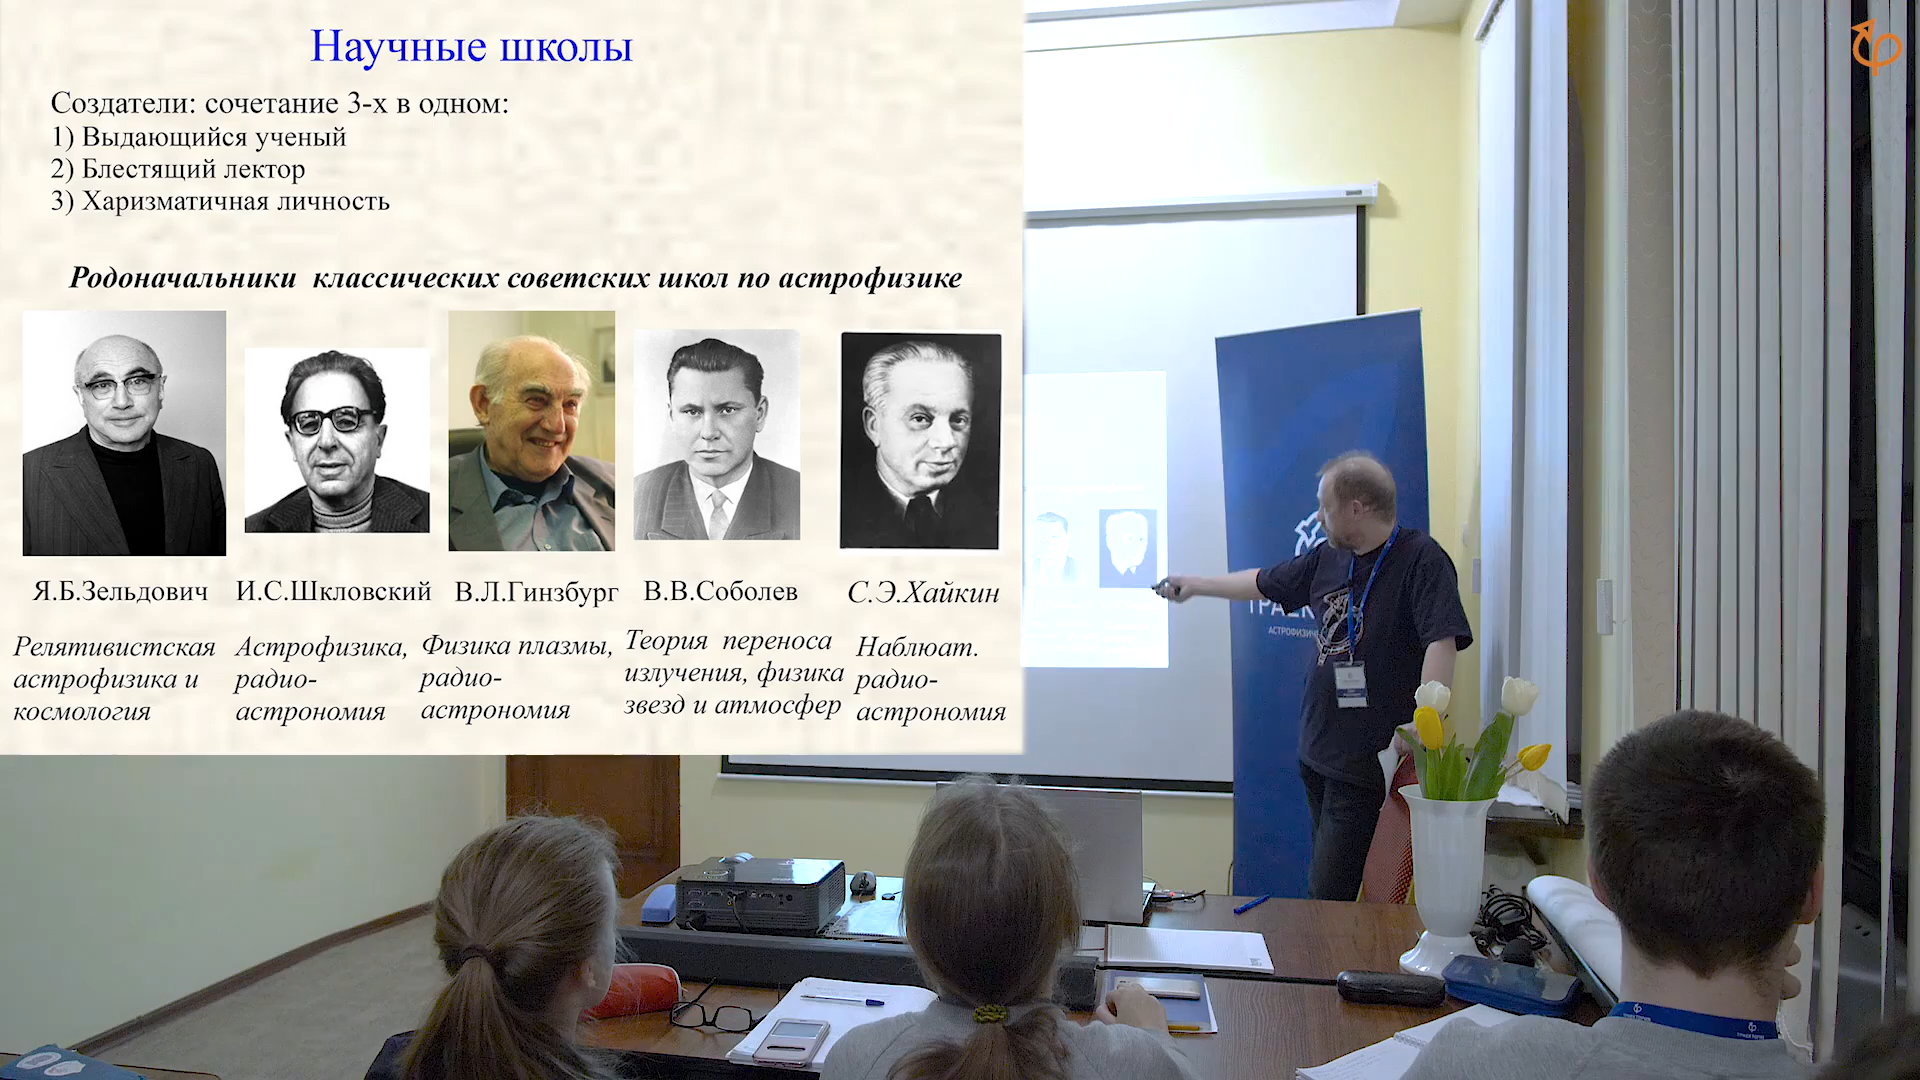 Научные школы
Создатели: сочетание 3-х в одном:
1) Выдающийся ученый
2) Блестящий лектор
3) Харизматичная личность
Родоначальники классических советских школ по астрофизике
Я.Б.Зельдович
И.С.Шкловский
В.Л.Гинзбург
В.В.Соболев
С.Э.Хайкин
Релятивистская
астрофизика и
космология
Астрофизика,
радио-
астрономия
Физика плазмы,
радио-
астрономия
Теория переноса
излучения, физика
звезд и атмосфер
Наблюат.
радио-
астрономия